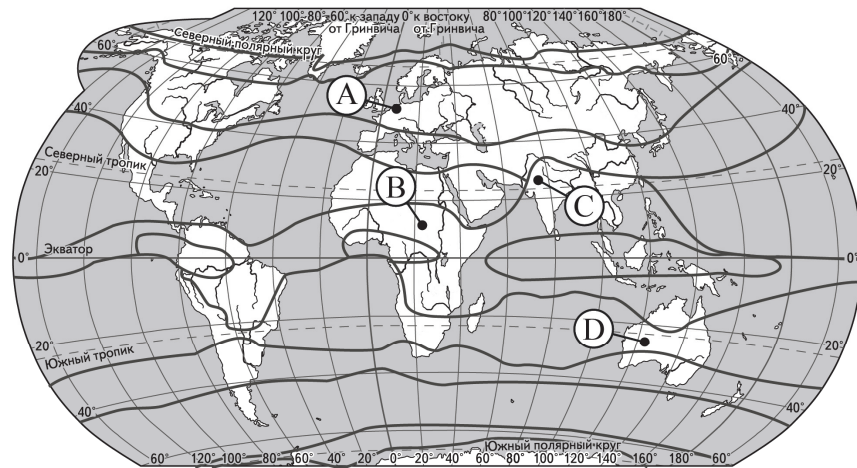 120° 100° 80° 60° к западу 0° к востоку 80° 100° 120° 140° 160° 180°
от Гринвича от Гринвича
Северный полярный круг
60° 60°
A
40° 40°
Северный тропик
20° 20°
B
C
Экватор
0° 0°
D
20° 20°
Южный тропик
40° 40°
Южный полярный круг
60° 120° 100° 80° 60° 40° 20° 0° 20° 40° 60° 80° 100° 120° 140° 160° 180° 60°